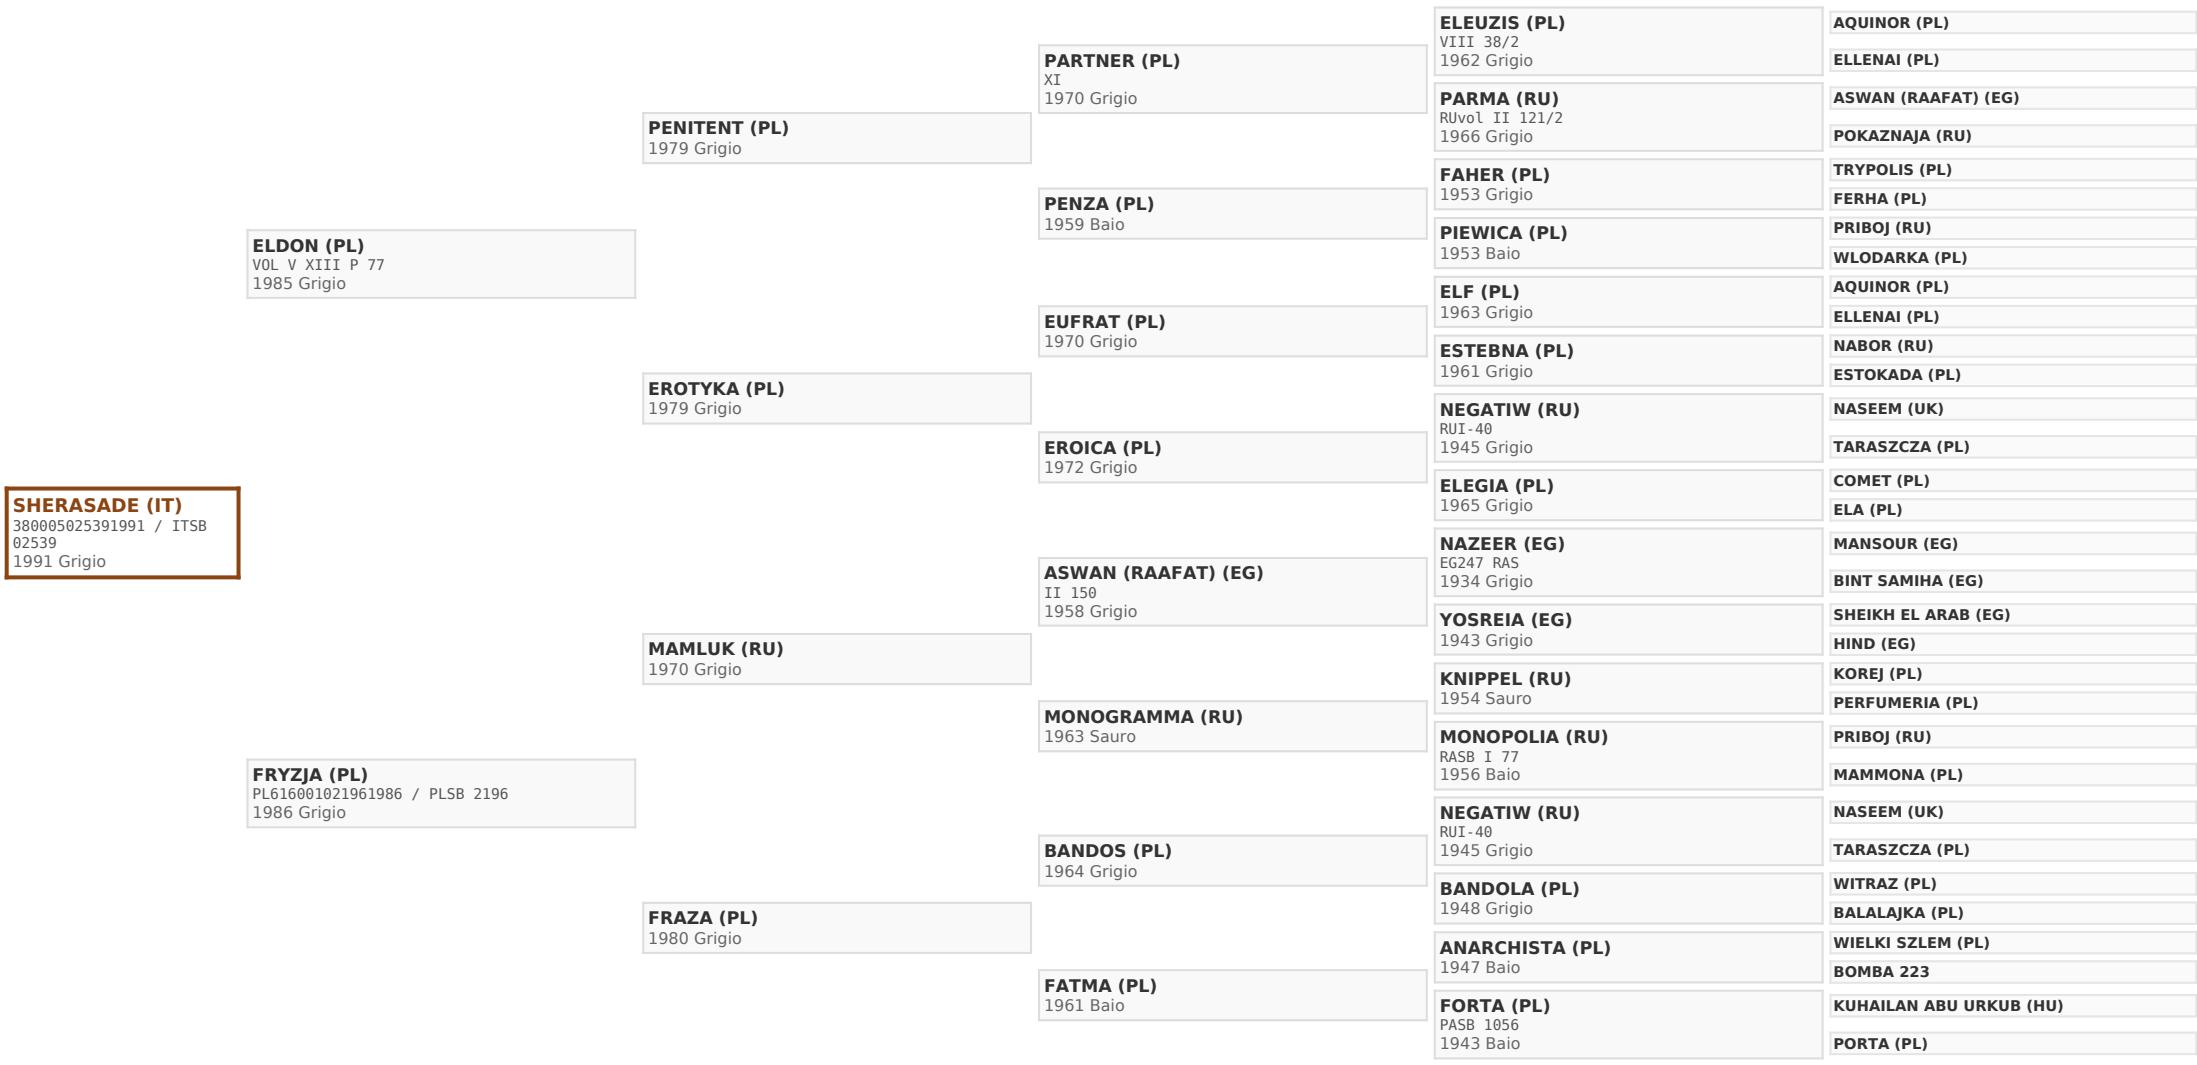 SHERASADE (IT)
380005025391991 / ITSB
02539
1991 Grigio
ELDON (PL)
VOL V XIII P 77
1985 Grigio
FRYZJA (PL)
PL616001021961986 / PLSB 2196
1986 Grigio
PENITENT (PL)
1979 Grigio
EROTYKA (PL)
1979 Grigio
MAMLUK (RU)
1970 Grigio
FRAZA (PL)
1980 Grigio
PARTNER (PL)
XI
1970 Grigio
PENZA (PL)
1959 Baio
EUFRAT (PL)
1970 Grigio
EROICA (PL)
1972 Grigio
ASWAN (RAAFAT) (EG)
II 150
1958 Grigio
MONOGRAMMA (RU)
1963 Sauro
BANDOS (PL)
1964 Grigio
FATMA (PL)
1961 Baio
ELEUZIS (PL)
VIII 38/2
1962 Grigio
PARMA (RU)
RUvol II 121/2
1966 Grigio
FAHER (PL)
1953 Grigio
PIEWICA (PL)
1953 Baio
ELF (PL)
1963 Grigio
ESTEBNA (PL)
1961 Grigio
NEGATIW (RU)
RUI-40
1945 Grigio
ELEGIA (PL)
1965 Grigio
NAZEER (EG)
EG247 RAS
1934 Grigio
YOSREIA (EG)
1943 Grigio
KNIPPEL (RU)
1954 Sauro
MONOPOLIA (RU)
RASB I 77
1956 Baio
NEGATIW (RU)
RUI-40
1945 Grigio
BANDOLA (PL)
1948 Grigio
ANARCHISTA (PL)
1947 Baio
FORTA (PL)
PASB 1056
1943 Baio
AQUINOR (PL)
ELLENAI (PL)
ASWAN (RAAFAT) (EG)
POKAZNAJA (RU)
TRYPOLIS (PL)
FERHA (PL)
PRIBOJ (RU)
WLODARKA (PL)
AQUINOR (PL)
ELLENAI (PL)
NABOR (RU)
ESTOKADA (PL)
NASEEM (UK)
TARASZCZA (PL)
COMET (PL)
ELA (PL)
MANSOUR (EG)
BINT SAMIHA (EG)
SHEIKH EL ARAB (EG)
HIND (EG)
KOREJ (PL)
PERFUMERIA (PL)
PRIBOJ (RU)
MAMMONA (PL)
NASEEM (UK)
TARASZCZA (PL)
WITRAZ (PL)
BALALAJKA (PL)
WIELKI SZLEM (PL)
BOMBA 223
KUHAILAN ABU URKUB (HU)
PORTA (PL)